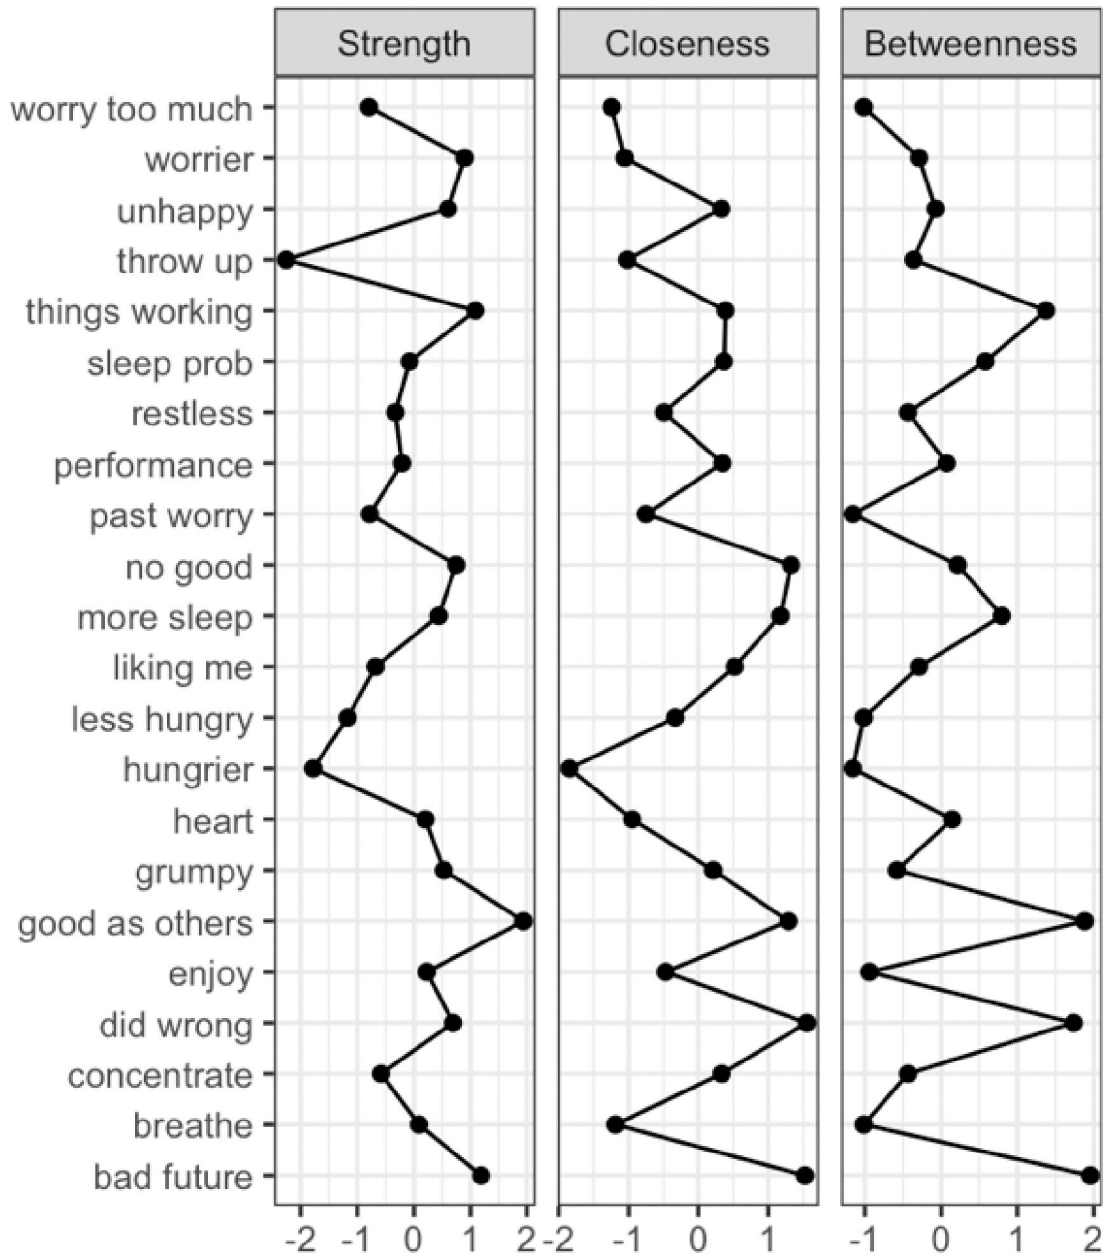 Strength Closeness Betweenness
worry too much
worrier
unhappy
throw up
things working
sleep prob
restless
performance
past worry
no good
more sleep
liking me
less hungry
hungrier
heart
grumpy
good as others
enjoy
did wrong
concentrate
breathe
bad future
-2 -1 0 1 2 -2 -1 0 1 -1 0 1 2